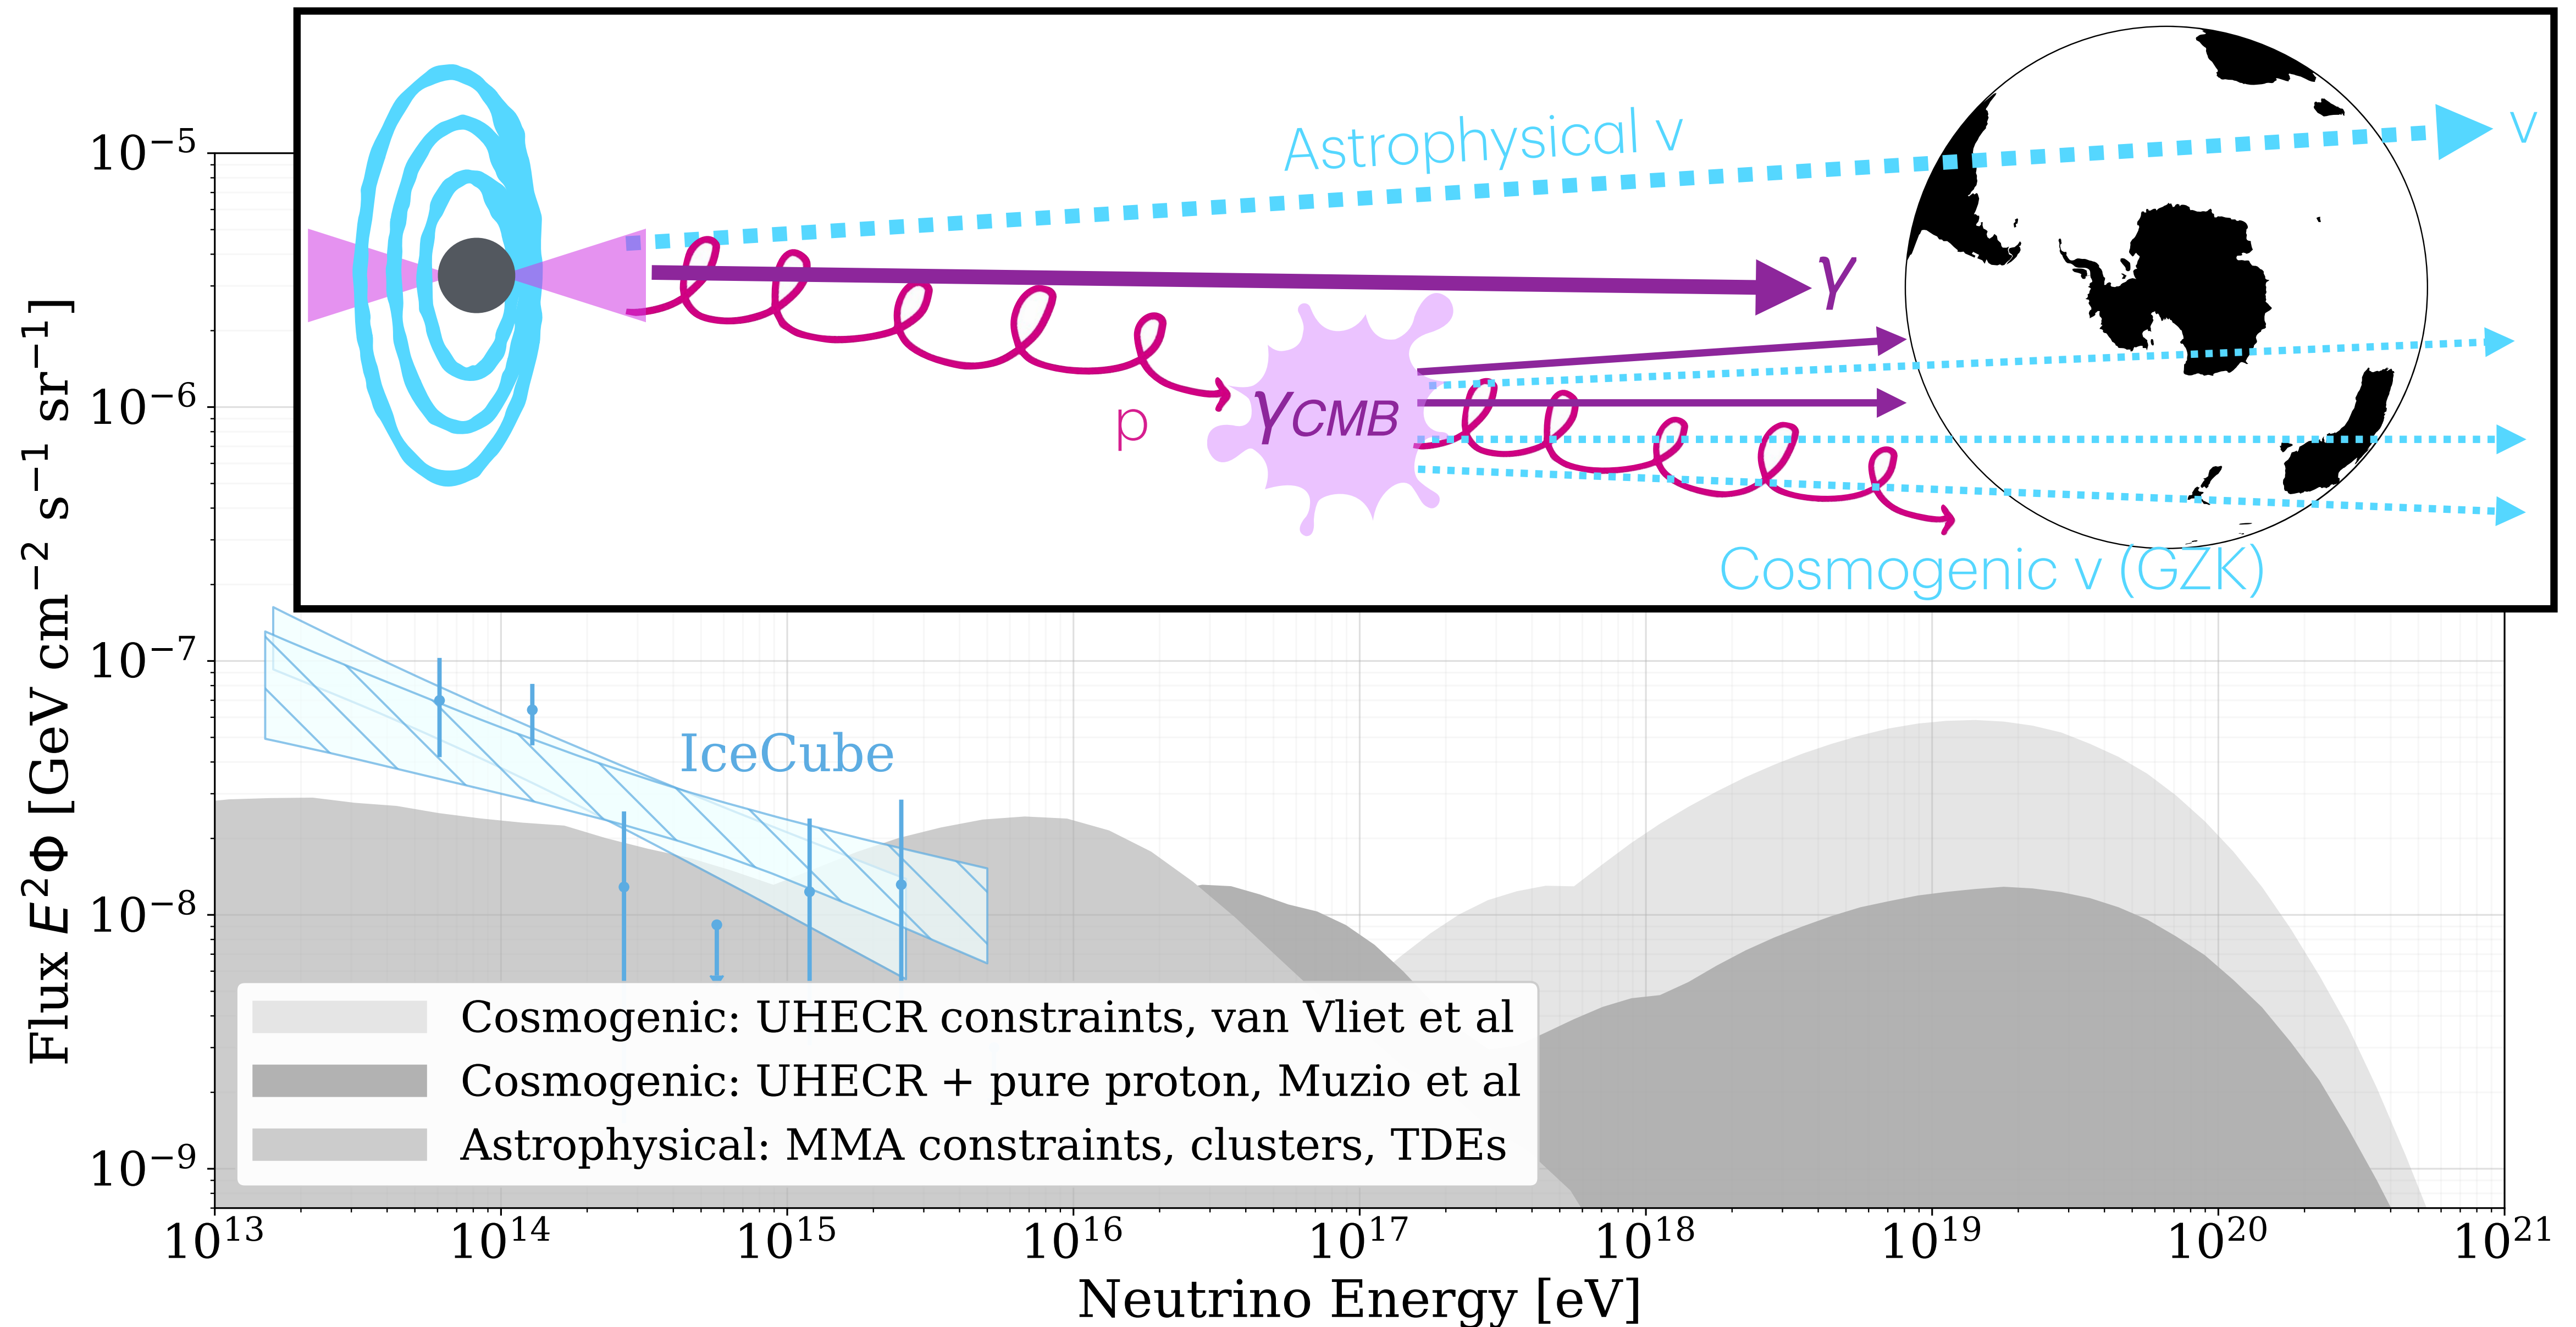 Astrophysical ν
ν
γ
γCMB
p
Cosmogenic ν (GZK)
Flux E²Φ [GeV cm⁻² s⁻¹ sr⁻¹]
10⁻⁵
10⁻⁶
10⁻⁷
10⁻⁸
10⁻⁹
IceCube
Cosmogenic: UHECR constraints, van Vliet et al
Cosmogenic: UHECR + pure proton, Muzio et al
Astrophysical: MMA constraints, clusters, TDEs
10¹³ 10¹⁴ 10¹⁵ 10¹⁶ 10¹⁷ 10¹⁸ 10¹⁹ 10²⁰ 10²¹
Neutrino Energy [eV]